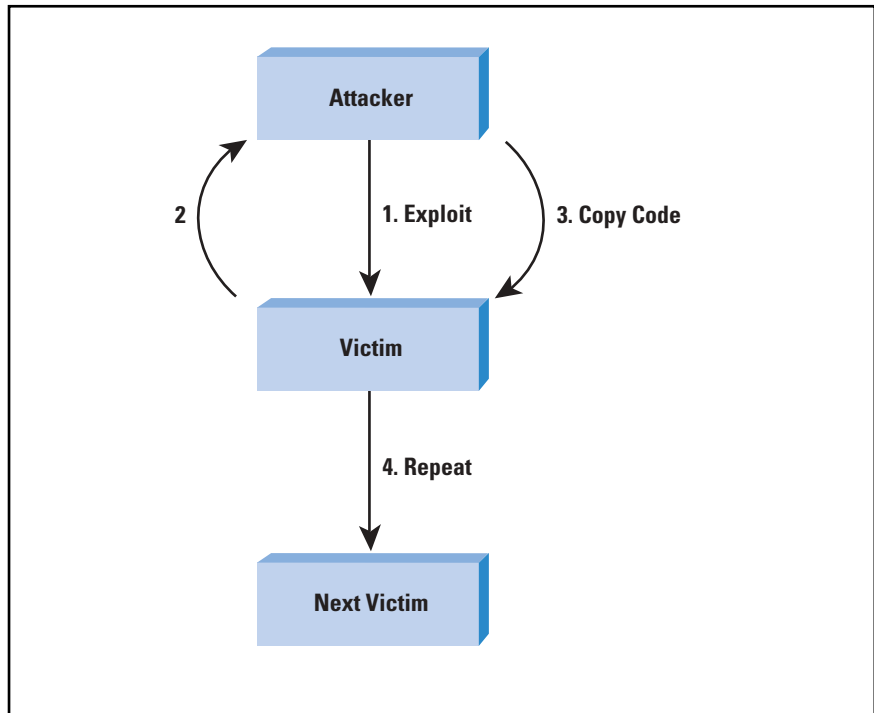 Attacker
2
1. Exploit
3. Copy Code
Victim
4. Repeat
Next Victim